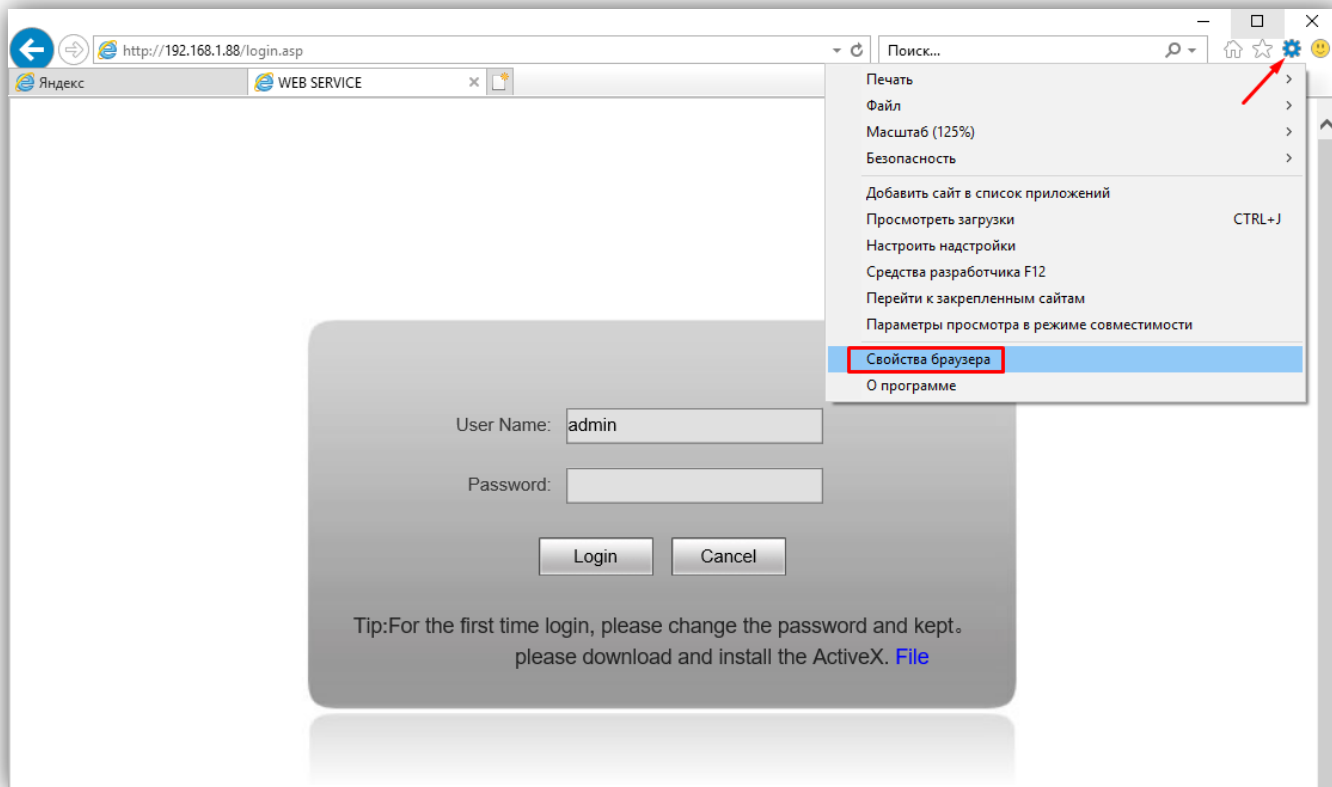 http://192.168.1.88/login.asp
Поиск...
Яндекс
WEB SERVICE
Печать
Файл
Масштаб (125%)
Безопасность
Добавить сайт в список приложений
Просмотреть загрузки CTRL+J
Настроить надстройки
Средства разработчика F12
Перейти к закрепленным сайтам
Параметры просмотра в режиме совместимости
Свойства браузера
О программе
User Name: admin
Password:
Login Cancel
Tip:For the first time login, please change the password and kept。
please download and install the ActiveX. File